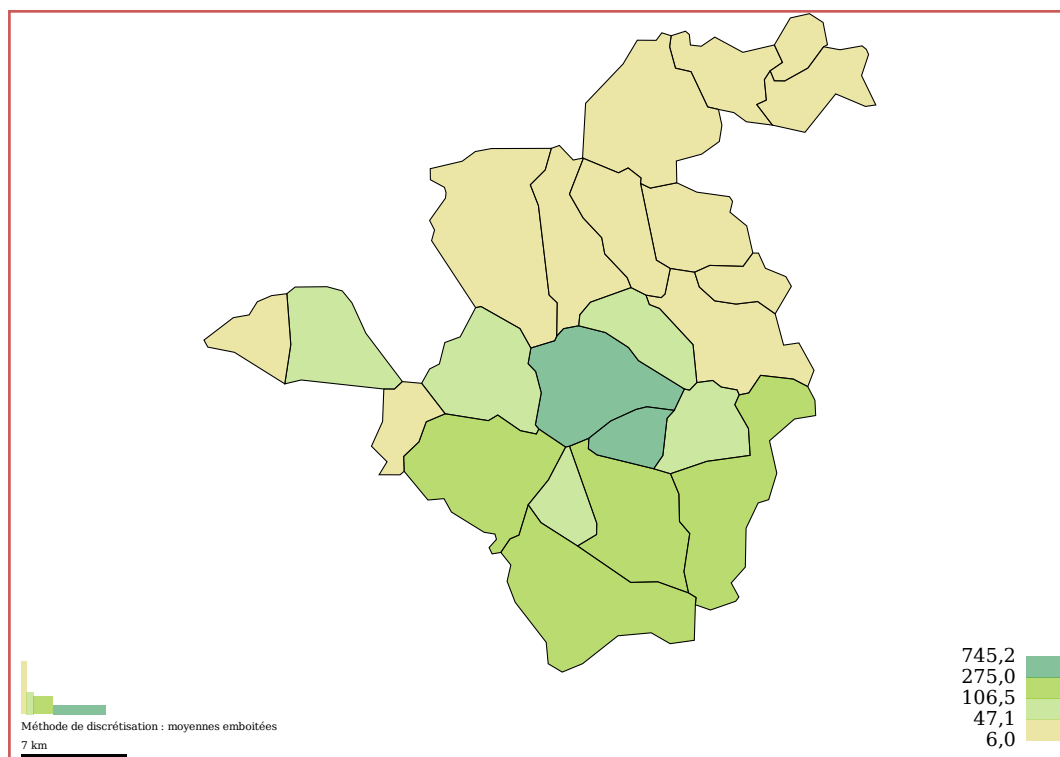 745,2
275,0
106,5
47,1
6,0
Méthode de discrétisation : moyennes emboitées
7 km